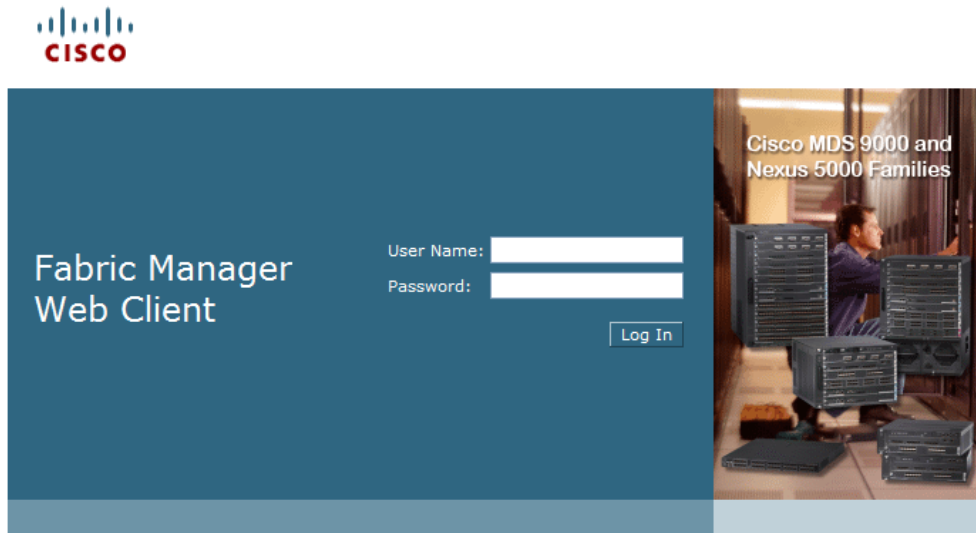 CISCO
Cisco MDS 9000 and
Nexus 5000 Families
Fabric Manager
Web Client
User Name:
Password:
Log In